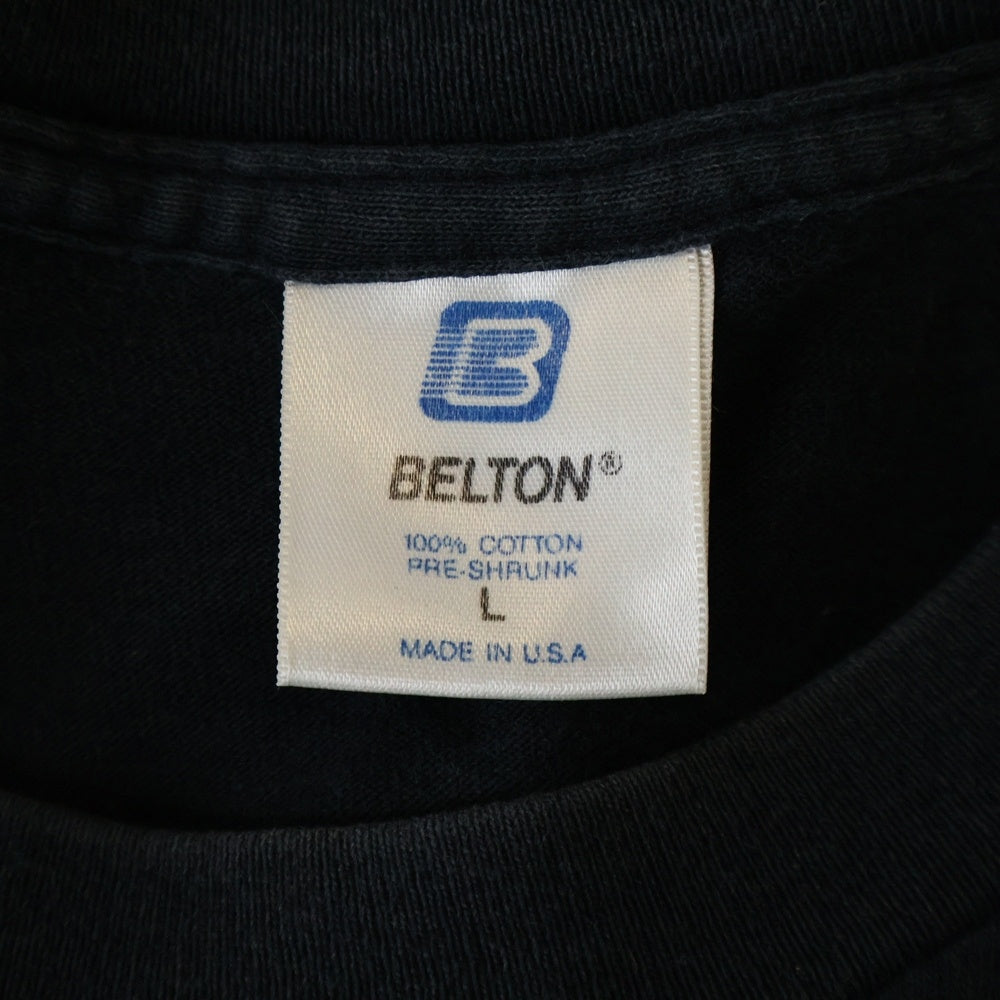 B
BELTON®
100% COTTON
PRE-SHRUNK
L
MADE IN U.S.A